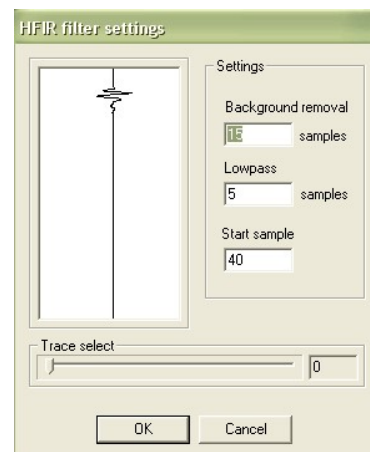 HFIR filter settings
Settings
Background removal
15 samples
Lowpass
5 samples
Start sample
40
Trace select
0
OK Cancel